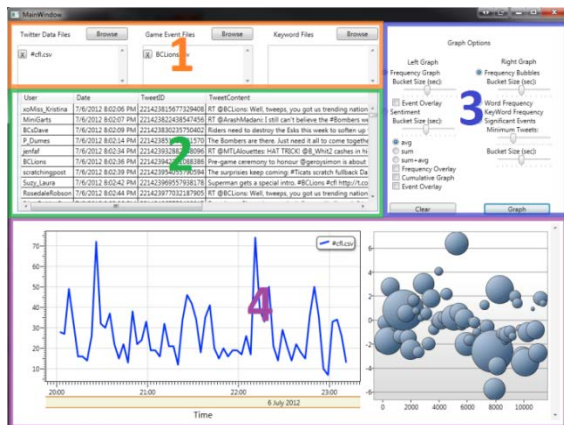 MainWindow
Twitter Data Files Browse Game Event Files Browse Keyword Files Browse
#cfl.csv BCLions
1
User Date TweetID TweetContent
xoMiss_Kristina 7/6/2012 8:02:06 PM RT @BCLions: Well, tweeps, you got us trending nation
MiniGarts 7/6/2012 8:02:07 PM RT @ArashMadani: I still can't believe the #Bombers
BCsDave 7/6/2012 8:02:09 PM Riders need to destroy the Esks this week to soften up
P_Dumes 7/6/2012 8:02:14 PM The Bombers are there. Just need it all to come together
jenfaf 7/6/2012 8:02:34 PM RT @MTLAlouettes: HAT TRICK! @B_Whit2 cashes in
BCLions 7/6/2012 8:02:36 PM Pre-game ceremony to honour @geroysimon is about
scratchingpost 7/6/2012 8:02:39 PM The surprises keep coming. #Ticats scratch fullback
Suzy_Laura 7/6/2012 8:02:42 PM Superman gets a special intro. #BCLions #cfl
RosedaleRobson 7/6/2012 8:02:44 PM RT @BCLions: Well, tweeps, you got us trending nation
2
Graph Options
Left Graph Right Graph
Frequency Graph Frequency Bubbles
Bucket Size (sec): Bucket Size (sec):
Event Overlay Word Frequency
Sentiment KeyWord Frequency
Bucket Size (sec): Significant Events
Minimum Tweets:
avg
sum Bucket Size (sec):
sum+avg
Frequency Overlay
Cumulative Graph
Event Overlay
3
Clear Graph
#cfl.csv
70
60
50
40
30
20
10
20:00 21:00 22:00 23:00
6 July 2012
Time
4
6
4
2
0
-2
-4
-6
0 2000 4000 6000 8000 10000